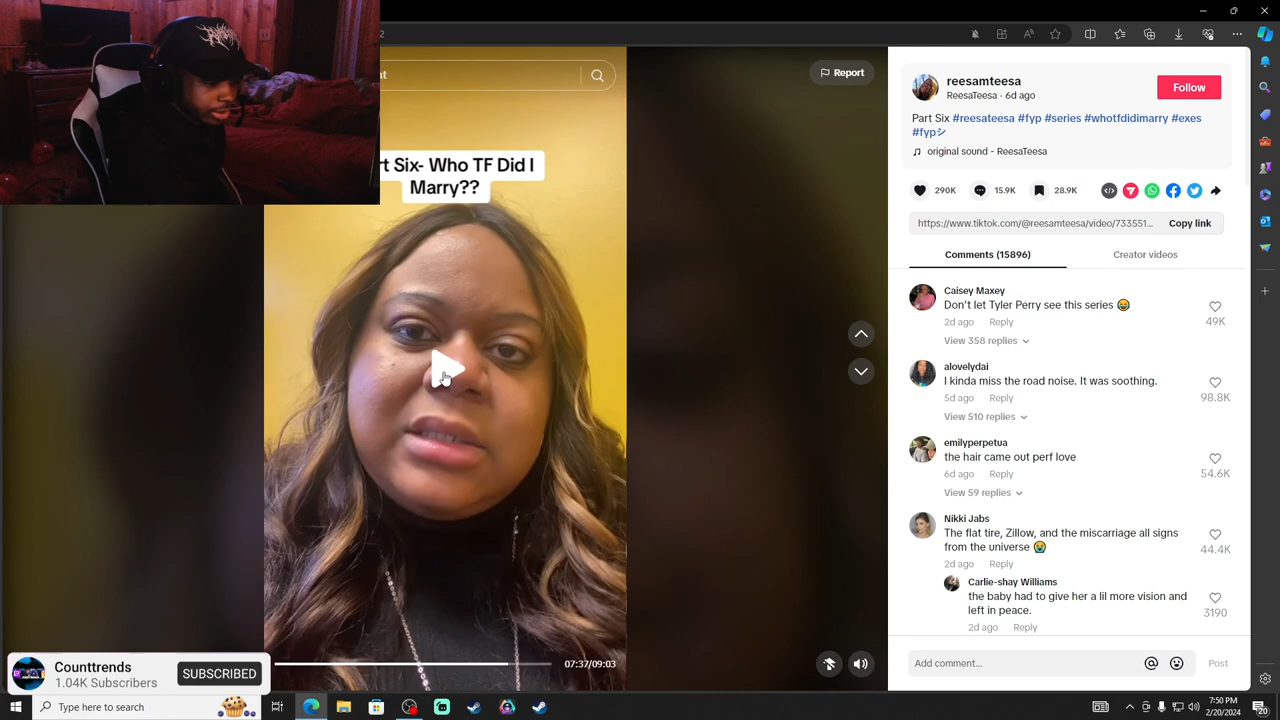 2
nt
Report
rt Six- Who TF Did I
Marry??
07:37/09:03
Counttrends
1.04K Subscribers
SUBSCRIBED
reesamteesa
ReesaTeesa · 6d ago
Follow
Part Six #reesateesa #fyp #series #whotfdidimarry #exes
#fypシ
original sound - ReesaTeesa
290K
15.9K
28.9K
https://www.tiktok.com/@reesamteesa/video/733551...
Copy link
Comments (15896)
Creator videos
Caisey Maxey
Don't let Tyler Perry see this series 😂
2d ago Reply
49K
View 358 replies
alovelydai
I kinda miss the road noise. It was soothing.
5d ago Reply
98.8K
View 510 replies
emilyperpetua
the hair came out perf love
6d ago Reply
54.6K
View 59 replies
Nikki Jabs
The flat tire, Zillow, and the miscarriage all signs
from the universe 😭
2d ago Reply
44.4K
Carlie-shay Williams
the baby had to give her a lil more vision and
left in peace.
2d ago Reply
3190
Add comment...
Post
Type here to search
7:50 PM
2/20/2024